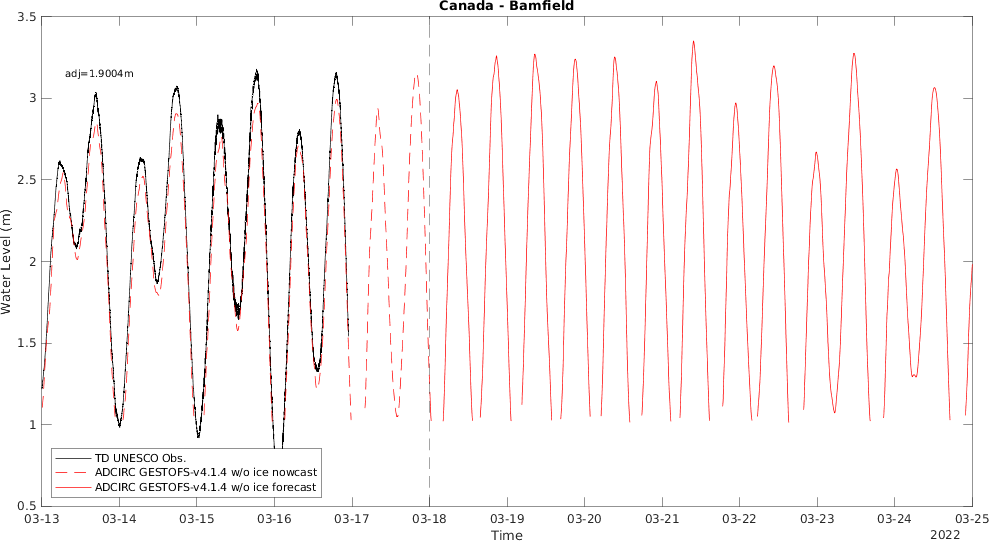 Canada - Bamfield
adj=1.9004m
Water Level (m)
3.5
3
2.5
2
1.5
1
0.5
TD UNESCO Obs.
ADCIRC GESTOFS-v4.1.4 w/o ice nowcast
ADCIRC GESTOFS-v4.1.4 w/o ice forecast
03-13 03-14 03-15 03-16 03-17 03-18 03-19 03-20 03-21 03-22 03-23 03-24 03-25
Time
2022